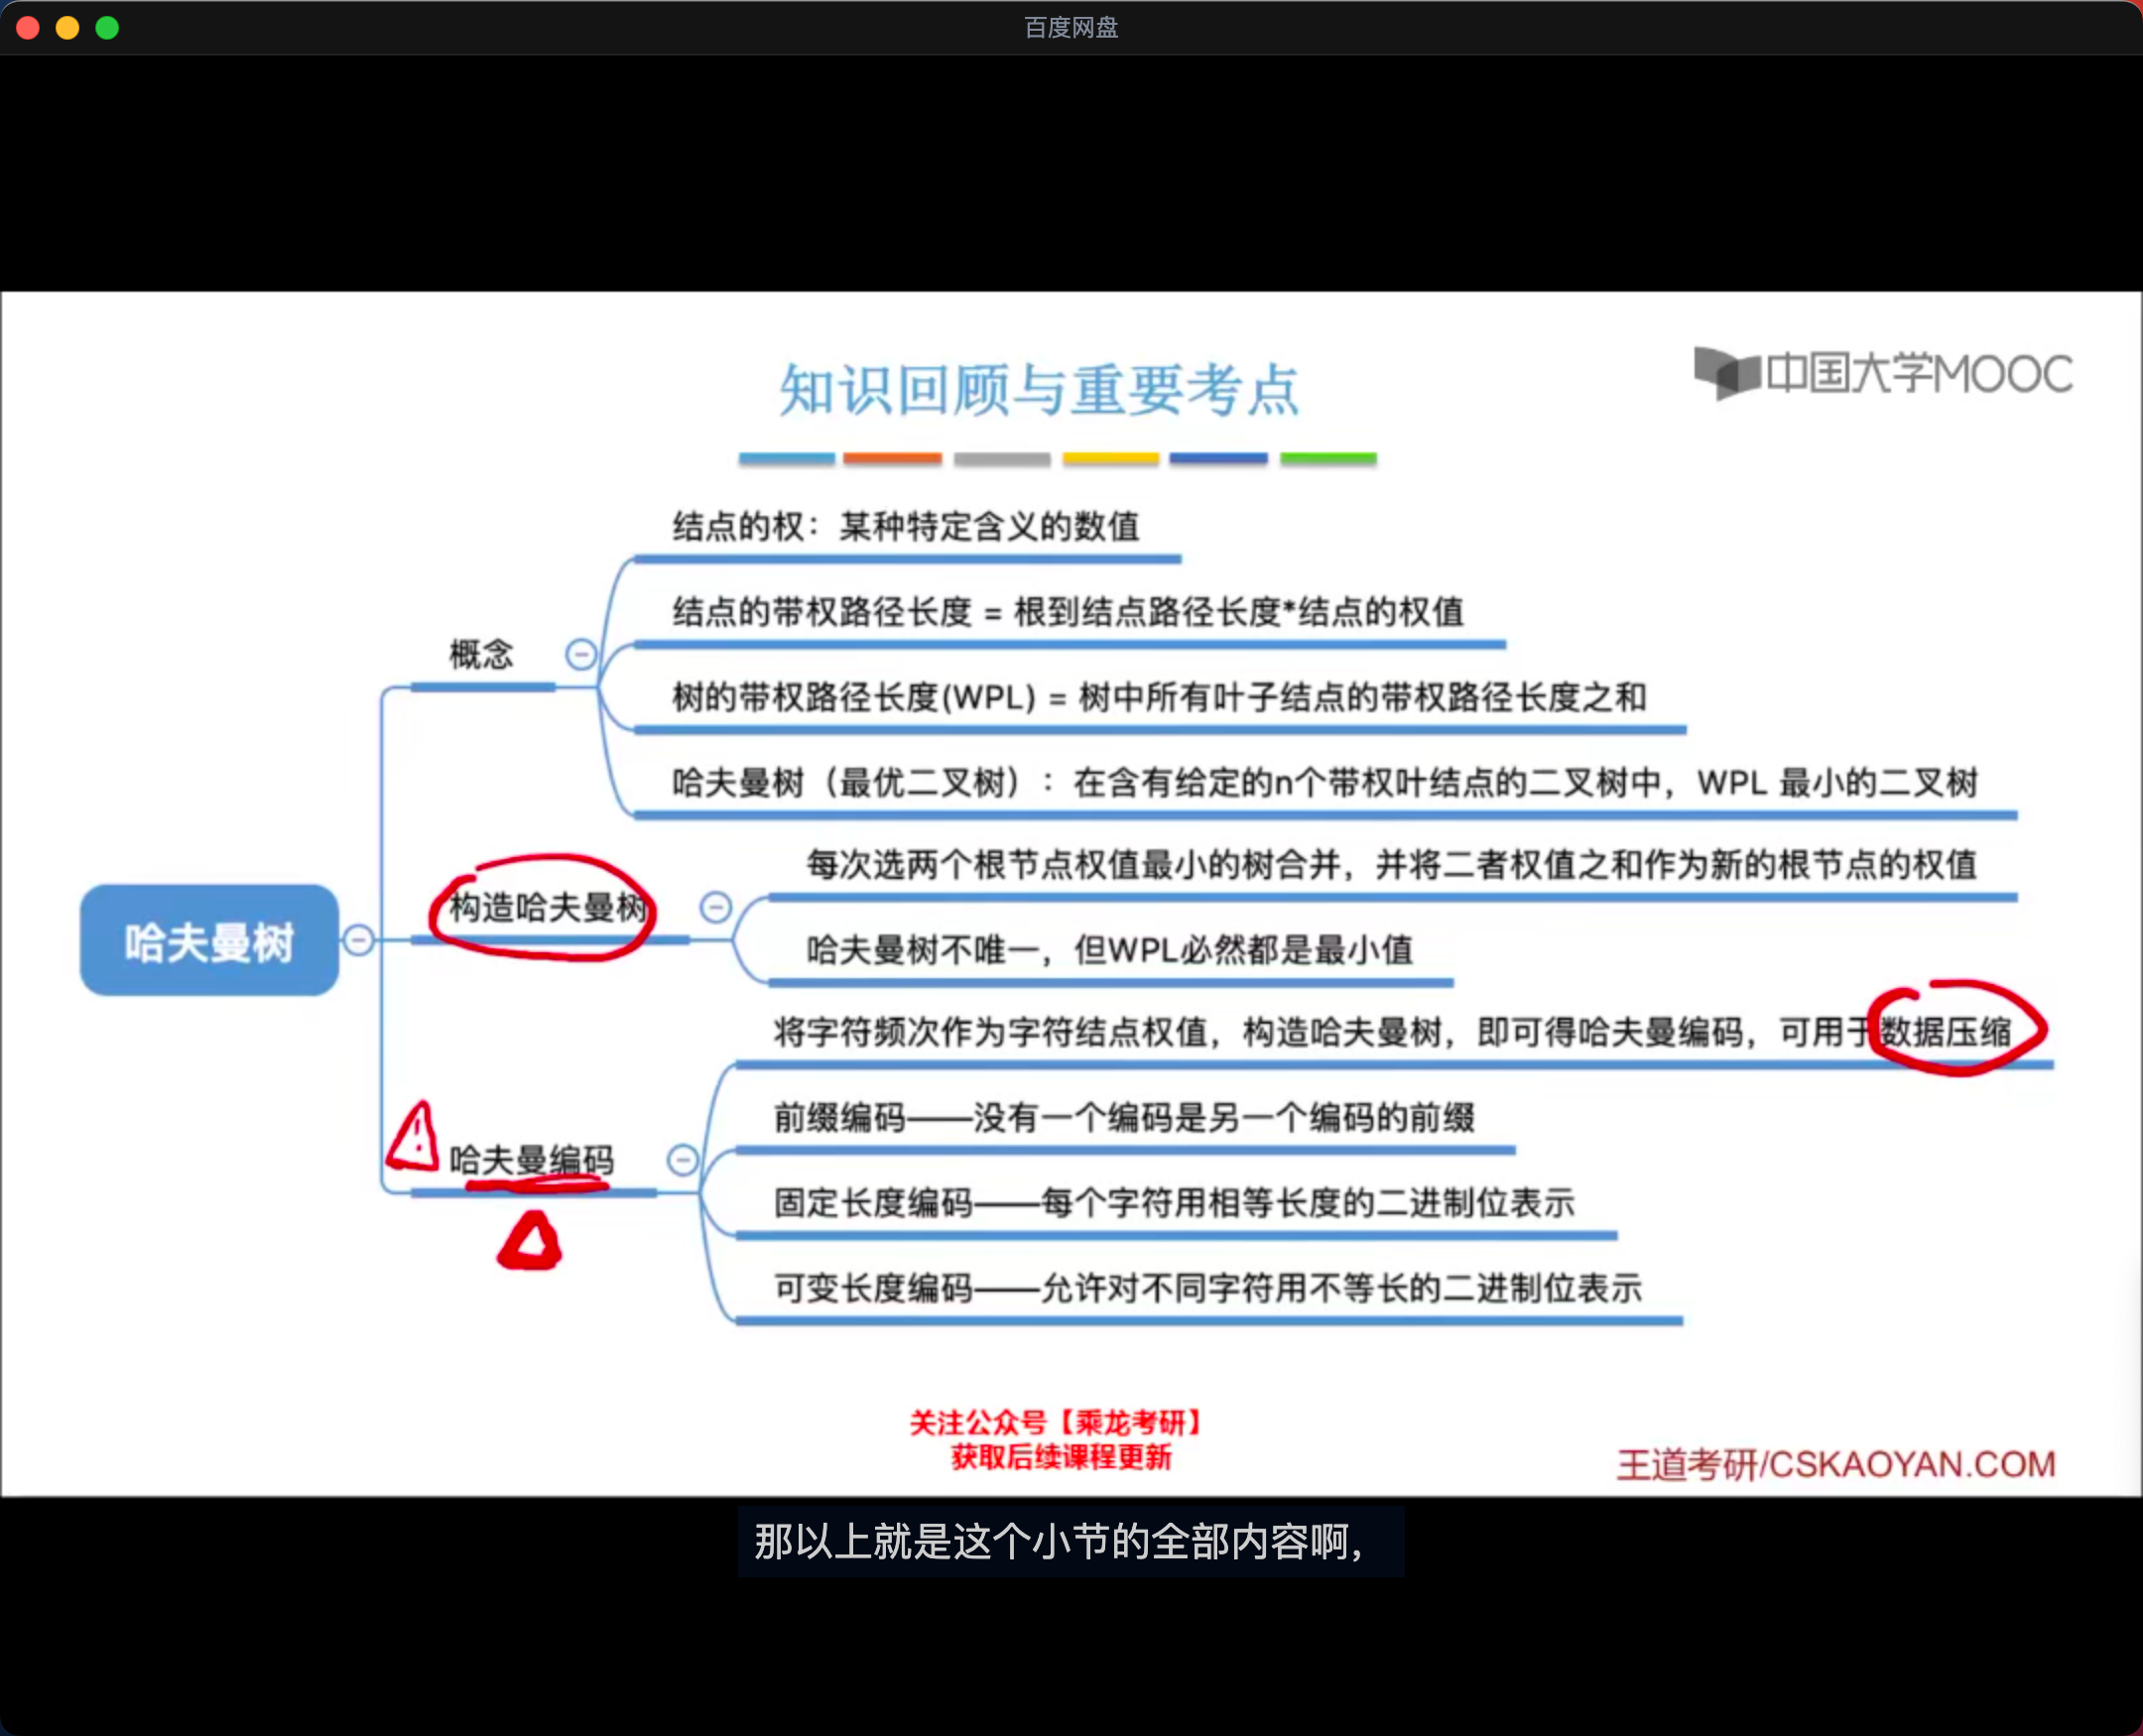 百度网盘
知识回顾与重要考点
中国大学MOOC
结点的权：某种特定含义的数值
结点的带权路径长度 = 根到结点路径长度*结点的权值
概念
树的带权路径长度(WPL) = 树中所有叶子结点的带权路径长度之和
哈夫曼树（最优二叉树）：在含有给定的n个带权叶结点的二叉树中，WPL 最小的二叉树
每次选两个根节点权值最小的树合并，并将二者权值之和作为新的根节点的权值
构造哈夫曼树
哈夫曼树
哈夫曼树不唯一，但WPL必然都是最小值
将字符频次作为字符结点权值，构造哈夫曼树，即可得哈夫曼编码，可用于数据压缩
前缀编码——没有一个编码是另一个编码的前缀
哈夫曼编码
固定长度编码——每个字符用相等长度的二进制位表示
可变长度编码——允许对不同字符用不等长的二进制位表示
关注公众号【乘龙考研】
获取后续课程更新
王道考研/CSKAOYAN.COM
那以上就是这个小节的全部内容啊，